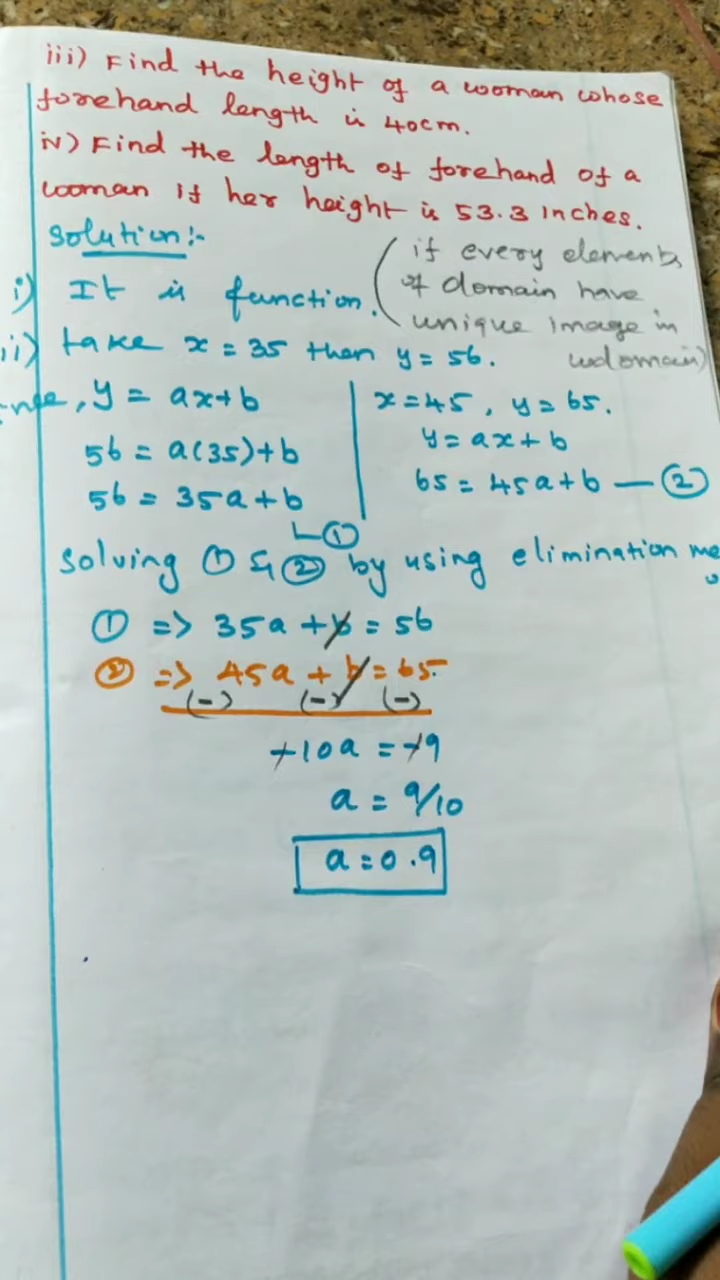 iii) Find the height of a woman whose
forehand length is 40cm.
iv) Find the length of forehand of a
woman if her height is 53.3 inches.
Solution:-
i) It is function. (if every elements
of domain have
unique image in
codomain)
ii) take x = 35 then y = 56.
y = ax+b
56 = a(35)+b
56 = 35a+b
①
x=45, y=65.
y=ax+b
65=45a+b — ②
Solving ① & ② by using elimination me
① => 35a + b = 56
② => 45a + b = 65
(-) (-) (-)
+10a = +9
a = 9/10
a=0.9